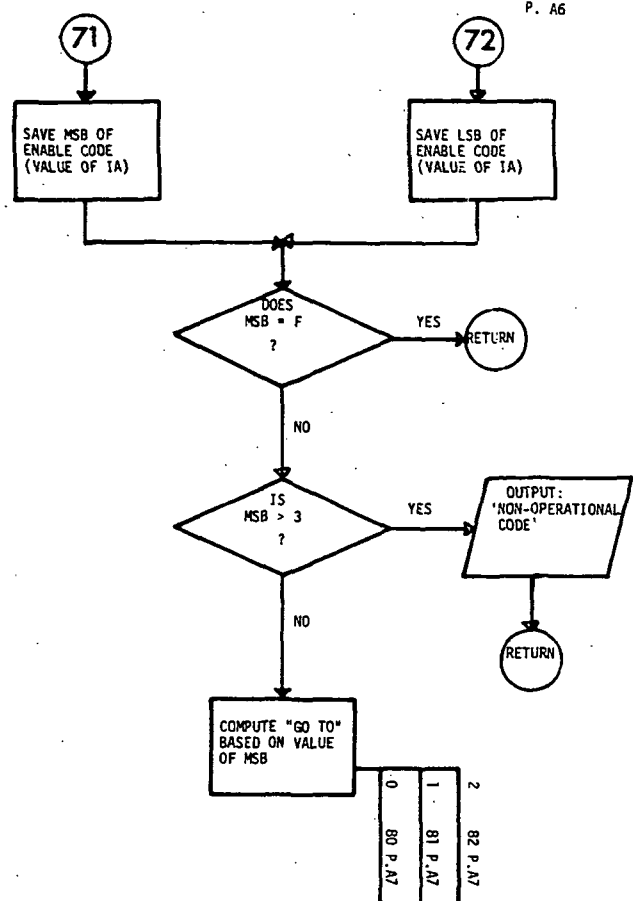 P. A6
71
72
SAVE MSB OF
ENABLE CODE
(VALUE OF IA)
SAVE LSB OF
ENABLE CODE
(VALUE OF IA)
DOES
MSB = F
?
YES
RETURN
NO
IS
MSB > 3
?
YES
OUTPUT:
'NON-OPERATIONAL
CODE'
NO
RETURN
COMPUTE "GO TO"
BASED ON VALUE
OF MSB
2 82 P.A7
1 81 P.A7
0 80 P.A7